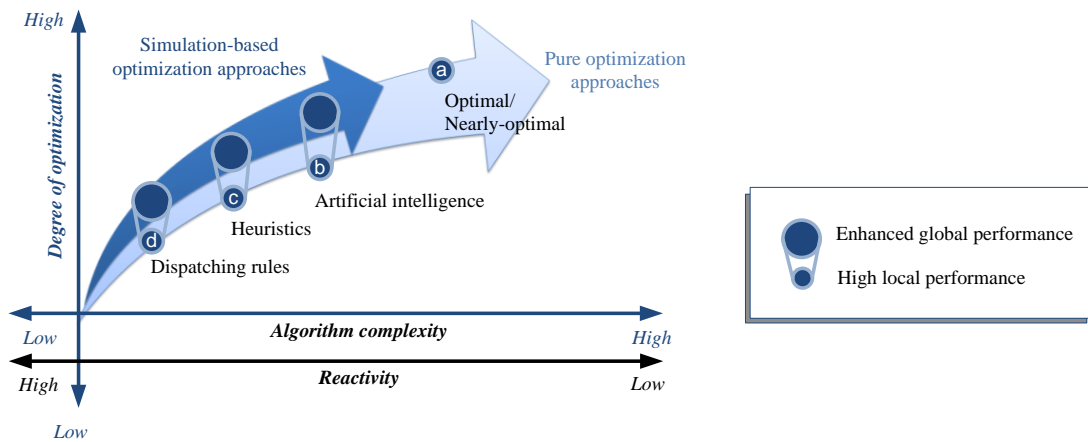 High
Simulation-based
optimization approaches
Pure optimization
approaches
a
Optimal/
Nearly-optimal
b
Artificial intelligence
c
Heuristics
d
Dispatching rules
Degree of optimization
Enhanced global performance
High local performance
Low
Algorithm complexity
High
High
Reactivity
Low
Low